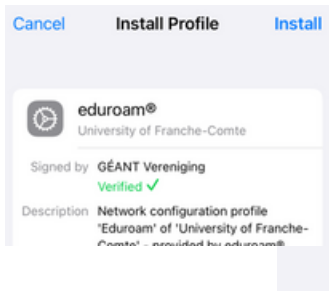 Cancel Install Profile Install
eduroam®
University of Franche-Comte
Signed by GÉANT Vereniging
Verified ✓
Description Network configuration profile
'Eduroam' of 'University of Franche-
Comte' - provided by eduroam®